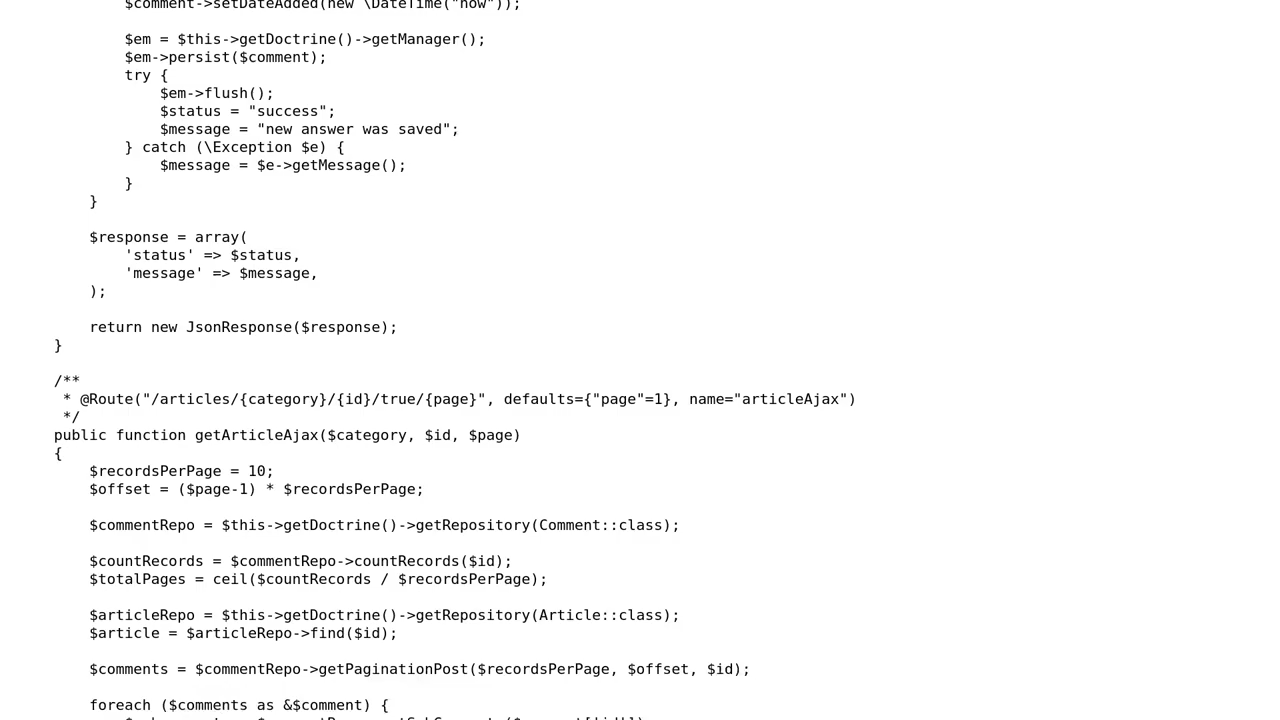 $comment->setDateAdded(new \DateTime("now"));

        $em = $this->getDoctrine()->getManager();
        $em->persist($comment);
        try {
            $em->flush();
            $status = "success";
            $message = "new answer was saved";
        } catch (\Exception $e) {
            $message = $e->getMessage();
        }
    }

    $response = array(
        'status' => $status,
        'message' => $message,
    );

    return new JsonResponse($response);
}

/**
 * @Route("/articles/{category}/{id}/true/{page}", defaults={"page"=1}, name="articleAjax")
 */
public function getArticleAjax($category, $id, $page)
{
    $recordsPerPage = 10;
    $offset = ($page-1) * $recordsPerPage;

    $commentRepo = $this->getDoctrine()->getRepository(Comment::class);

    $countRecords = $commentRepo->countRecords($id);
    $totalPages = ceil($countRecords / $recordsPerPage);

    $articleRepo = $this->getDoctrine()->getRepository(Article::class);
    $article = $articleRepo->find($id);

    $comments = $commentRepo->getPaginationPost($recordsPerPage, $offset, $id);

    foreach ($comments as &$comment) {